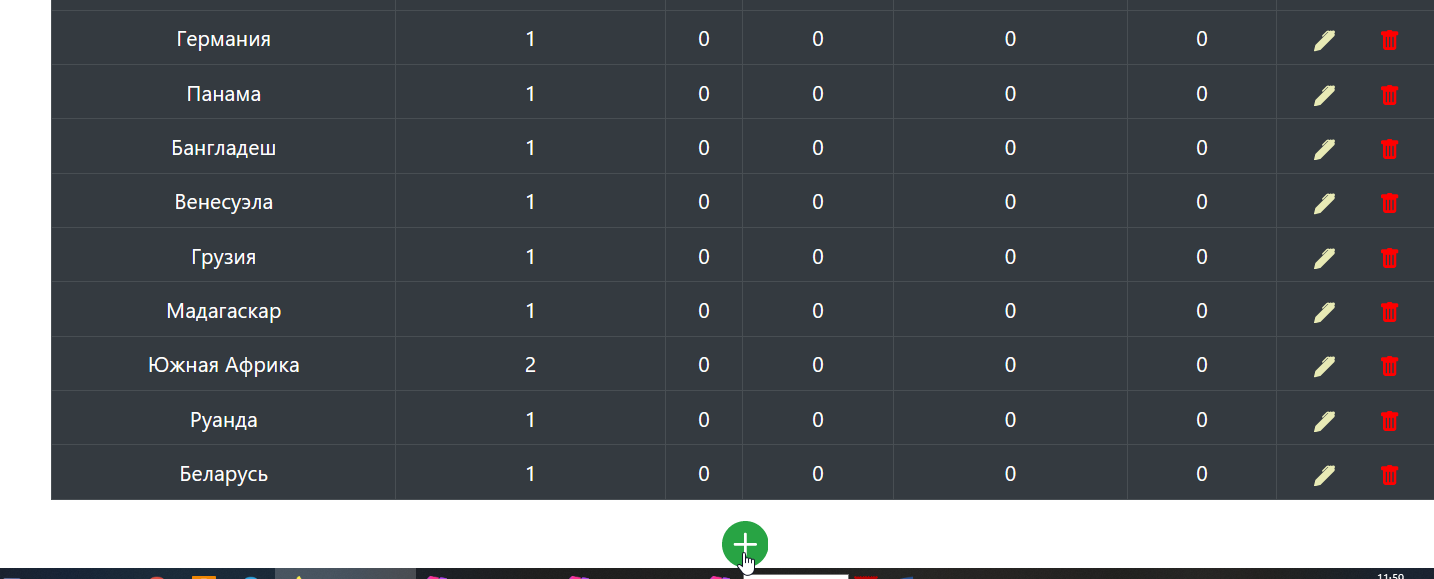 Германия 1 0 0 0 0
Панама 1 0 0 0 0
Бангладеш 1 0 0 0 0
Венесуэла 1 0 0 0 0
Грузия 1 0 0 0 0
Мадагаскар 1 0 0 0 0
Южная Африка 2 0 0 0 0
Руанда 1 0 0 0 0
Беларусь 1 0 0 0 0